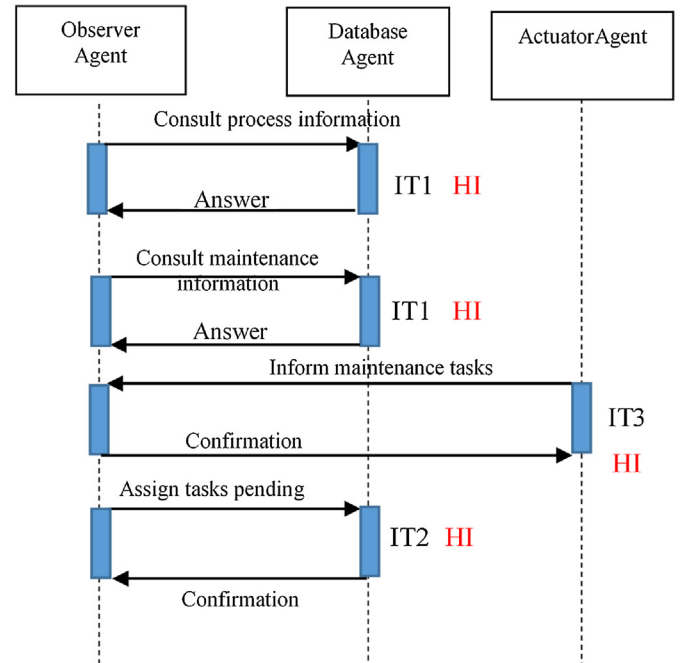 Observer
Agent
Database
Agent
ActuatorAgent
Consult process information
IT1 HI
Answer
Consult maintenance
information
IT1 HI
Answer
Inform maintenance tasks
IT3
Confirmation
HI
Assign tasks pending
IT2 HI
Confirmation